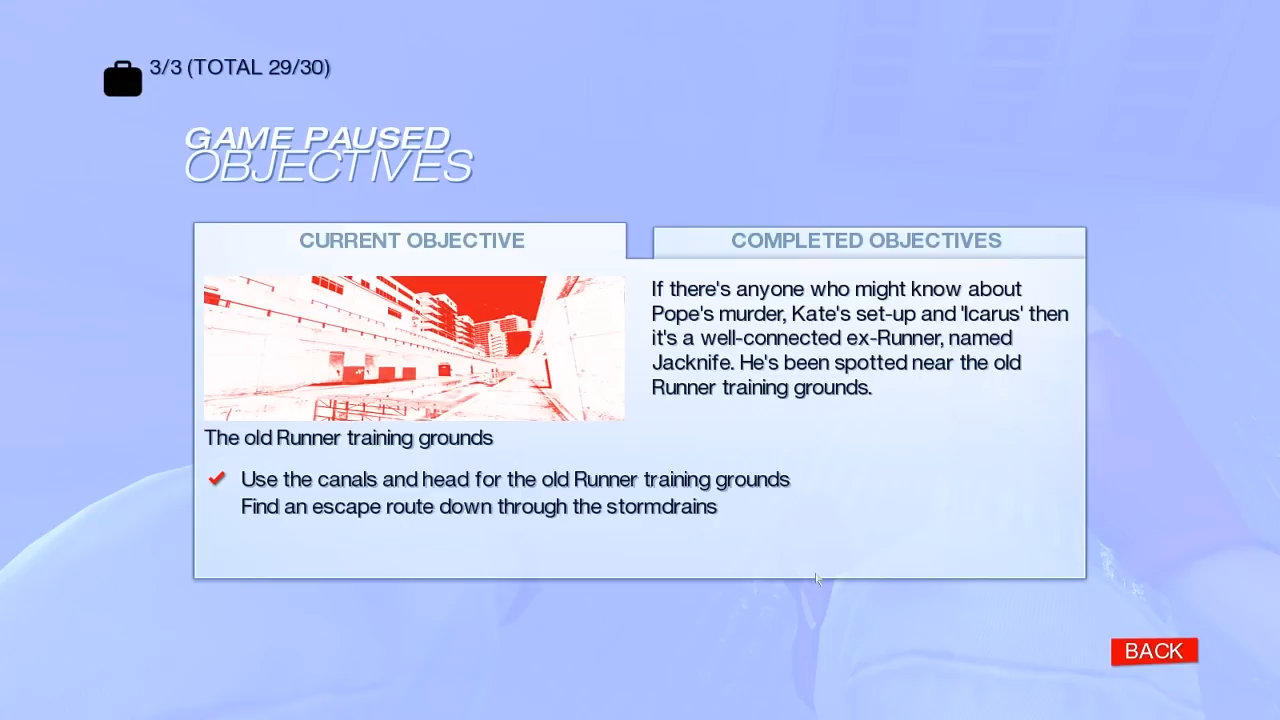 3/3 (TOTAL 29/30)
GAME PAUSED
OBJECTIVES
CURRENT OBJECTIVE
COMPLETED OBJECTIVES
If there's anyone who might know about
Pope's murder, Kate's set-up and 'Icarus' then
it's a well-connected ex-Runner, named
Jacknife. He's been spotted near the old
Runner training grounds.
The old Runner training grounds
Use the canals and head for the old Runner training grounds
Find an escape route down through the stormdrains
BACK